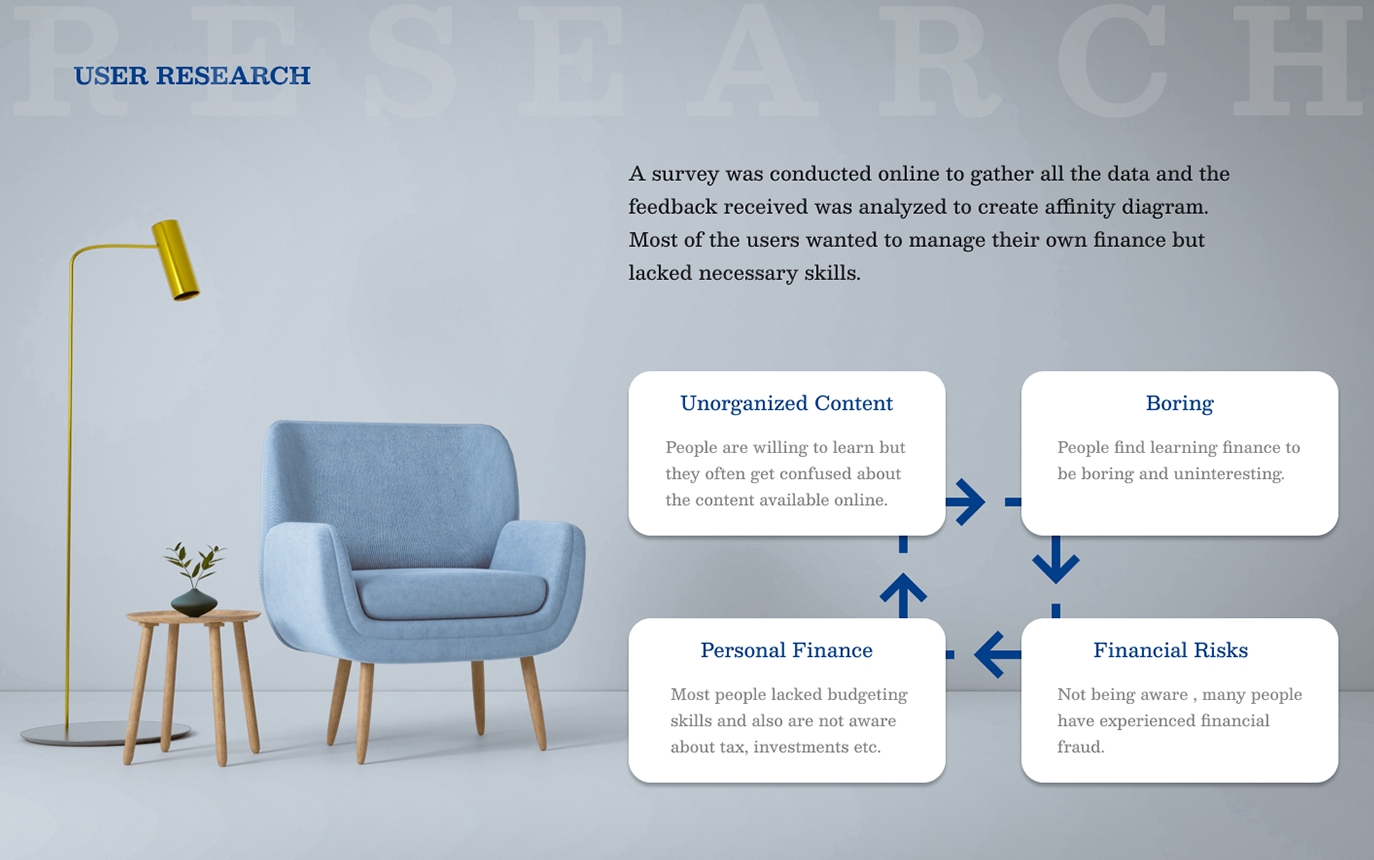 RESEARCH
USER RESEARCH
A survey was conducted online to gather all the data and the
feedback received was analyzed to create affinity diagram.
Most of the users wanted to manage their own finance but
lacked necessary skills.
Unorganized Content
People are willing to learn but
they often get confused about
the content available online.
Boring
People find learning finance to
be boring and uninteresting.
Personal Finance
Most people lacked budgeting
skills and also are not aware
about tax, investments etc.
Financial Risks
Not being aware , many people
have experienced financial
fraud.